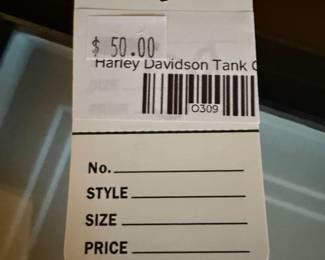 $ 50.00
Harley Davidson Tank
0309
No.
STYLE
SIZE
PRICE